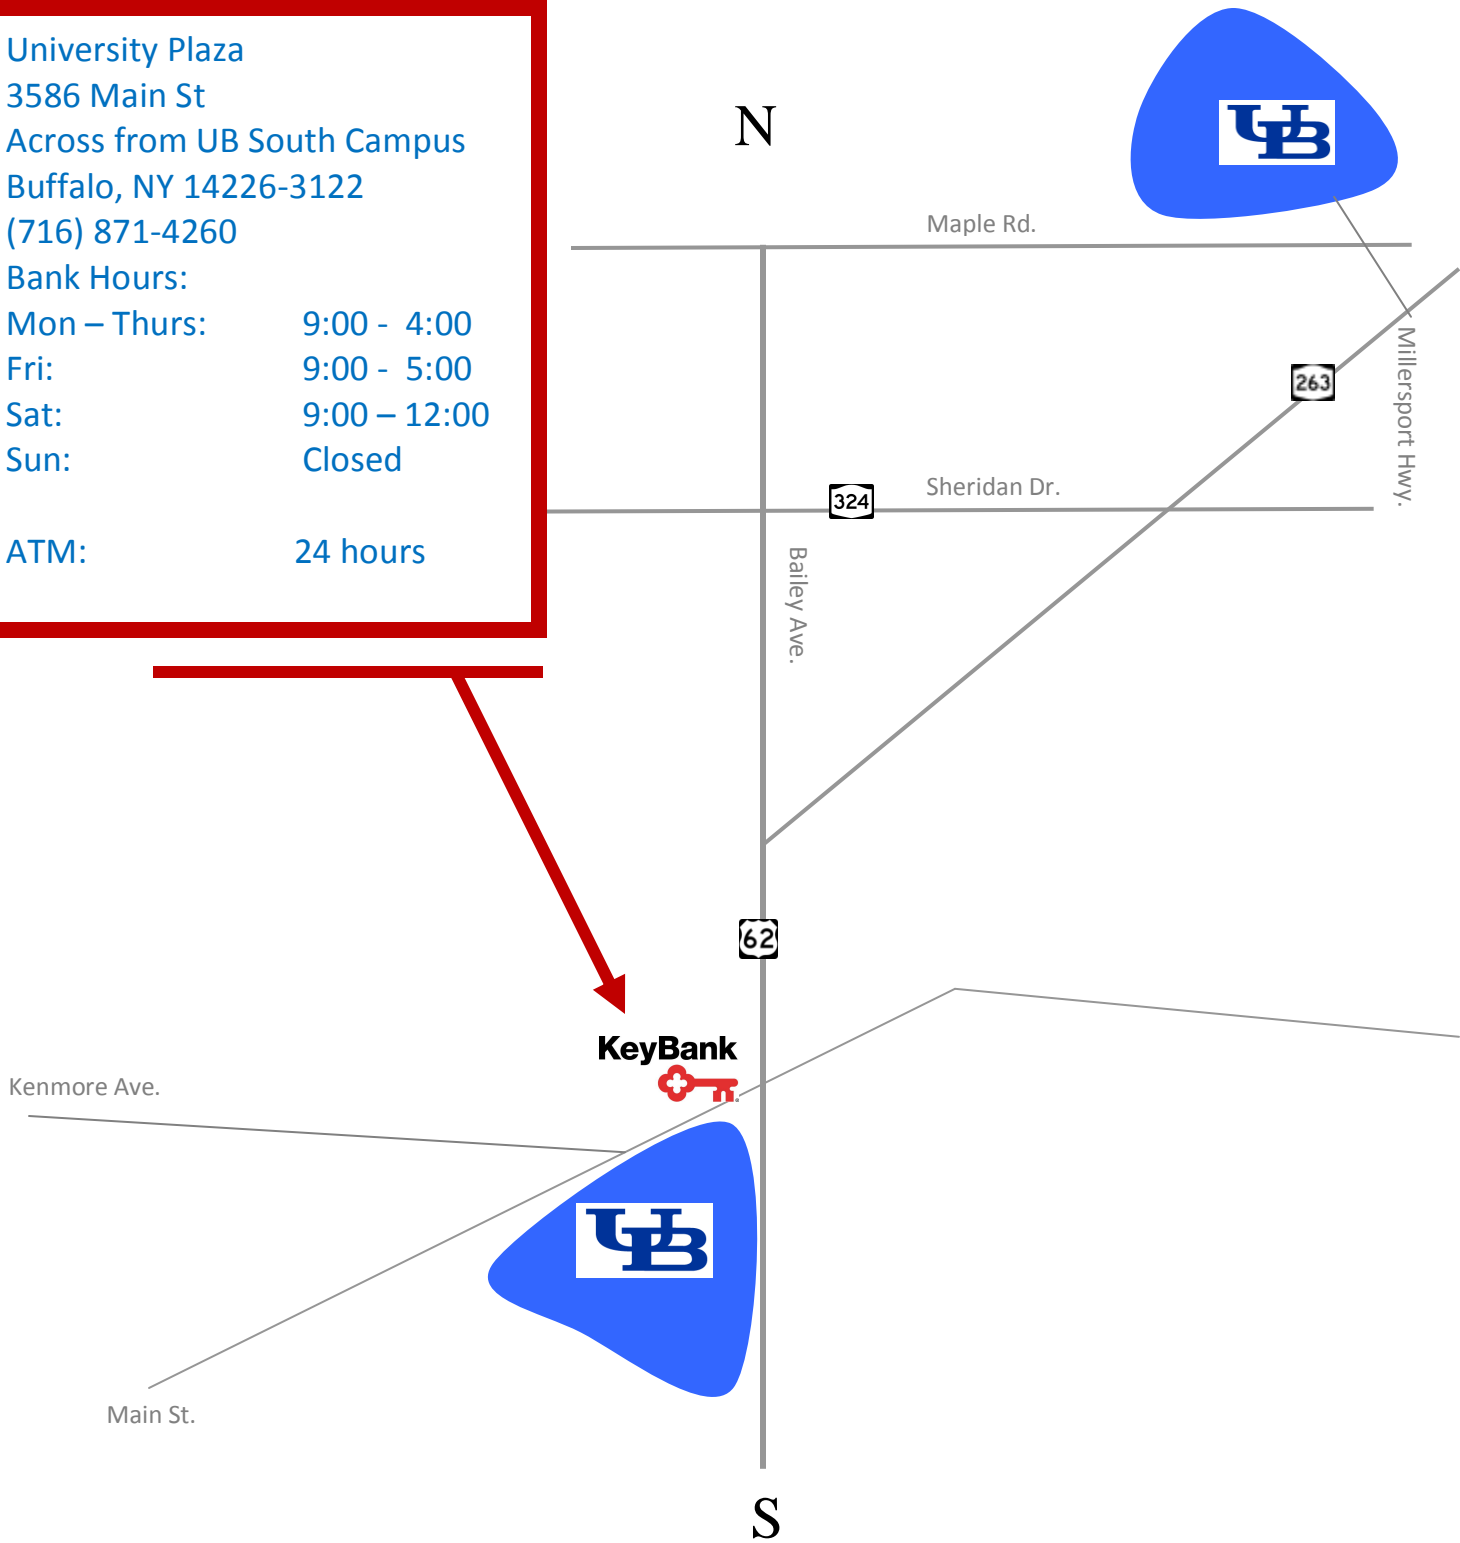 University Plaza
3586 Main St
Across from UB South Campus
Buffalo, NY 14226-3122
(716) 871-4260
Bank Hours:
Mon – Thurs: 9:00 - 4:00
Fri: 9:00 - 5:00
Sat: 9:00 – 12:00
Sun: Closed
ATM: 24 hours
N
UB
Maple Rd.
263
Millersport Hwy.
324
Sheridan Dr.
Bailey Ave.
62
KeyBank
Kenmore Ave.
UB
Main St.
S